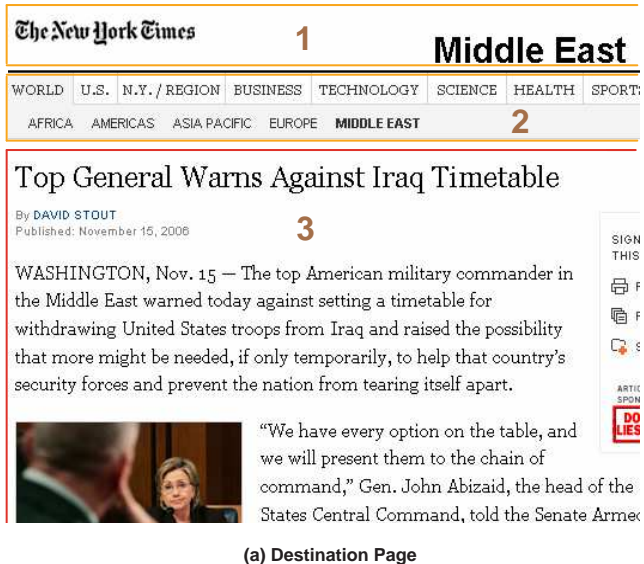 The New York Times
1
Middle East
WORLD U.S. N.Y. / REGION BUSINESS TECHNOLOGY SCIENCE HEALTH SPORTS
AFRICA AMERICAS ASIA PACIFIC EUROPE MIDDLE EAST
2
Top General Warns Against Iraq Timetable
By DAVID STOUT
Published: November 15, 2006
3
WASHINGTON, Nov. 15 — The top American military commander in
the Middle East warned today against setting a timetable for
withdrawing United States troops from Iraq and raised the possibility
that more might be needed, if only temporarily, to help that country's
security forces and prevent the nation from tearing itself apart.
"We have every option on the table, and
we will present them to the chain of
command," Gen. John Abizaid, the head of the
States Central Command, told the Senate Armed
SIGN
THIS
ARTIC
SPON
DO
LIES
(a) Destination Page